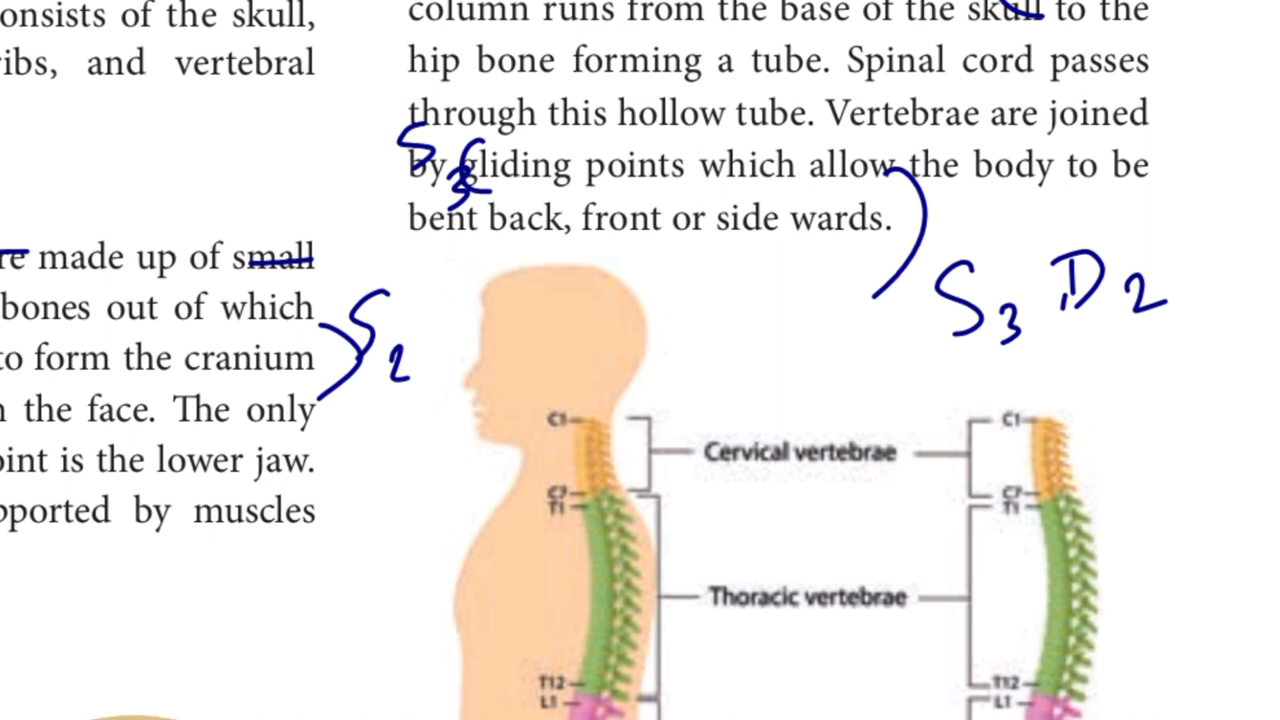 onsists of the skull,
ibs, and vertebral
re made up of small
bones out of which
to form the cranium
the face. The only
oint is the lower jaw.
pported by muscles
S2
column runs from the base of the skull to the
hip bone forming a tube. Spinal cord passes
through this hollow tube. Vertebrae are joined
by gliding points which allow the body to be
bent back, front or side wards.
S3 D2
C1
C7
T1
T12
L1
Cervical vertebrae
Thoracic vertebrae
C1
C7
T1
T12
L1